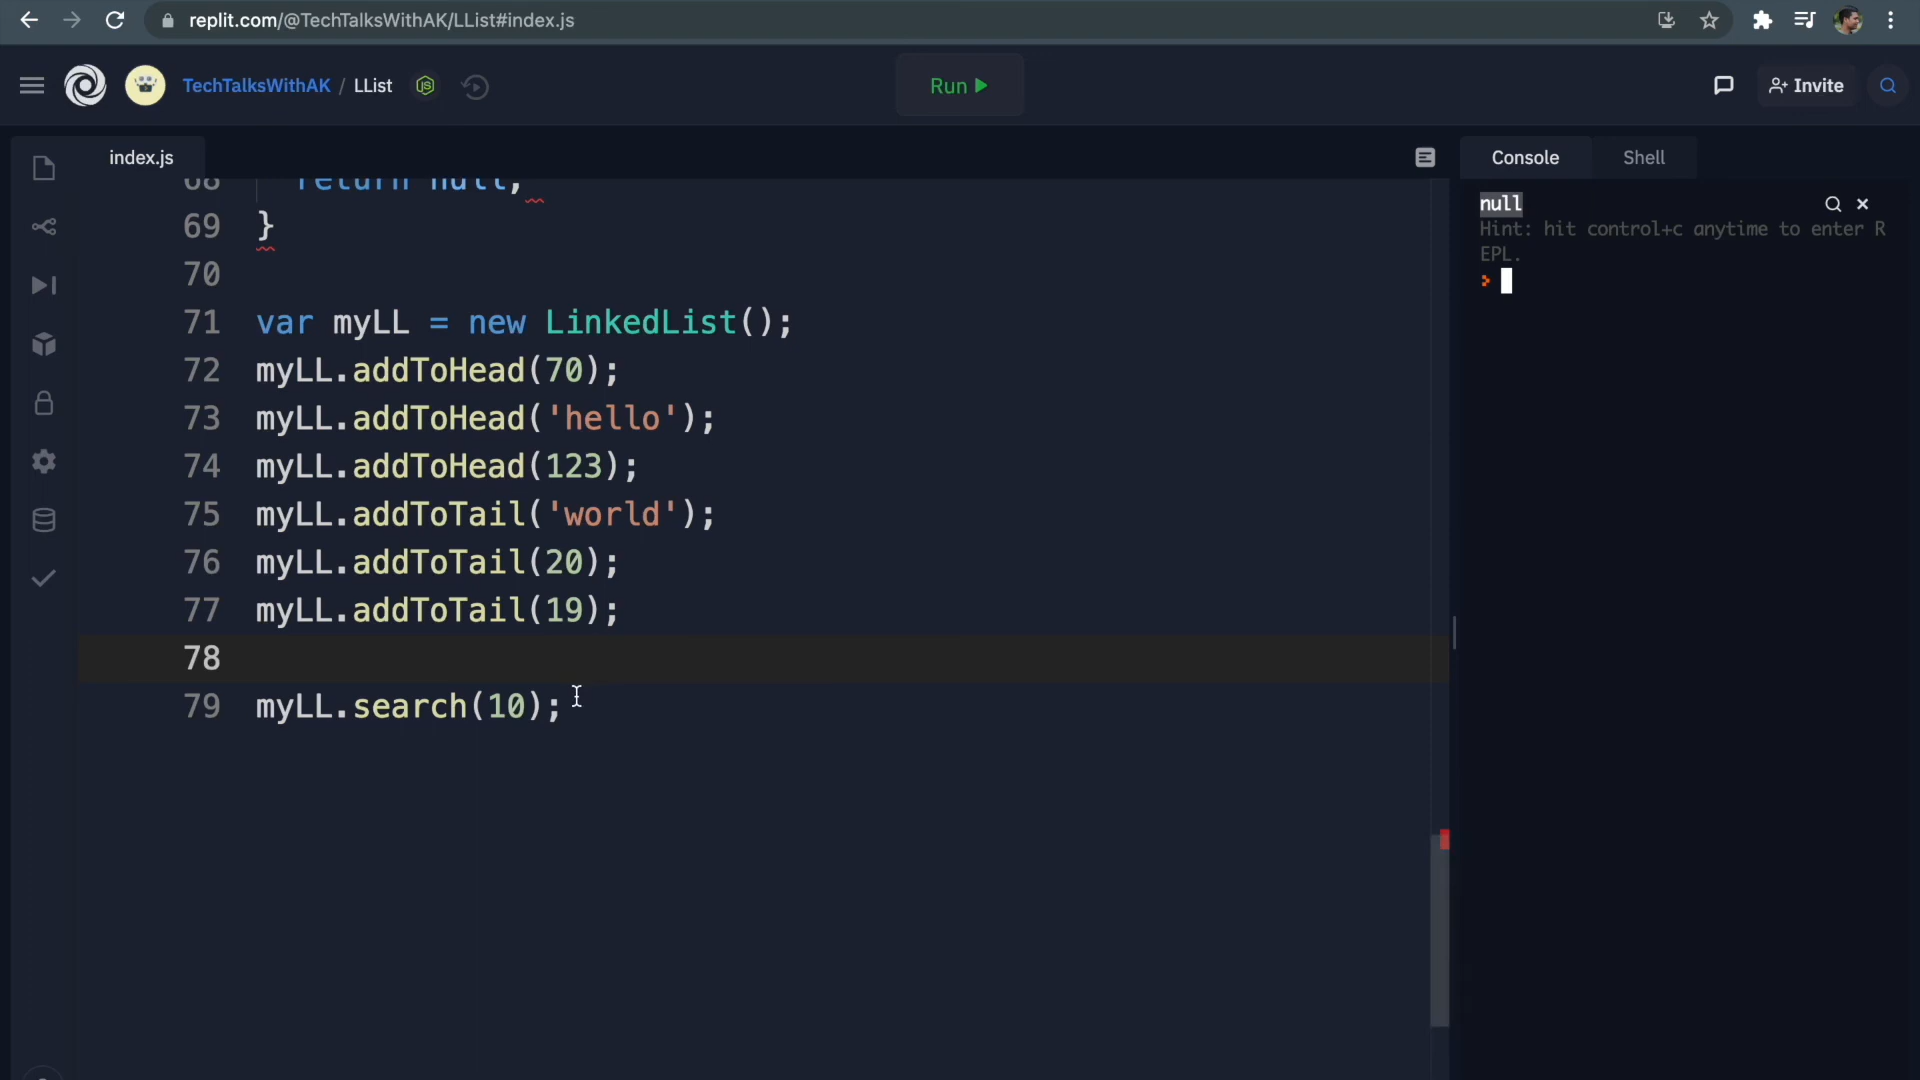 replit.com/@TechTalksWithAK/LList#index.js
TechTalksWithAK / LList
Run
Invite
index.js
68 return null;
69 }
70
71 var myLL = new LinkedList();
72 myLL.addToHead(70);
73 myLL.addToHead('hello');
74 myLL.addToHead(123);
75 myLL.addToTail('world');
76 myLL.addToTail(20);
77 myLL.addToTail(19);
78
79 myLL.search(10);
Console
Shell
null
Hint: hit control+c anytime to enter R
EPL.